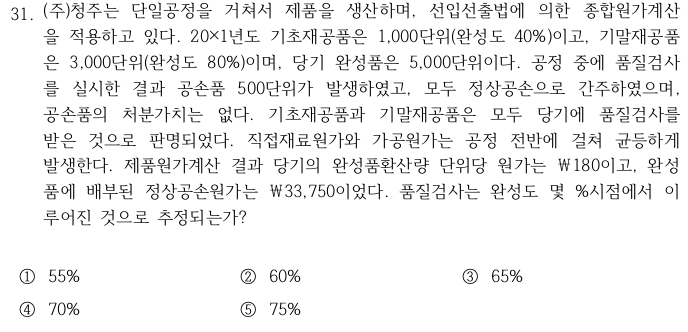 31. (주)청주는 단일공정을 거쳐서 제품을 생산하며, 선입선출법에 의한 종합원가계산
을 적용하고 있다. 20×1년도 기초재공품은 1,000단위(완성도 40%)이고, 기말재공품
은 3,000단위(완성도 80%)이며, 당기 완성품은 5,000단위이다. 공정 중에 품질검사
를 실시한 결과 공손품 500단위가 발생하였고, 모두 정상공손으로 간주하였으며,
공손품의 처분가치는 없다. 기초재공품과 기말재공품은 모두 당기에 품질검사를
받은 것으로 판명되었다. 직접재료원가와 가공원가는 공정 전반에 걸쳐 균등하게
발생한다. 제품원가계산 결과 당기의 완성품환산량 단위당 원가는 ₩180이고, 완성
품에 배부된 정상공손원가는 ₩33,750이었다. 품질검사는 완성도 몇 %시점에서 이
루어진 것으로 추정되는가?
① 55% ② 60% ③ 65%
④ 70% ⑤ 75%